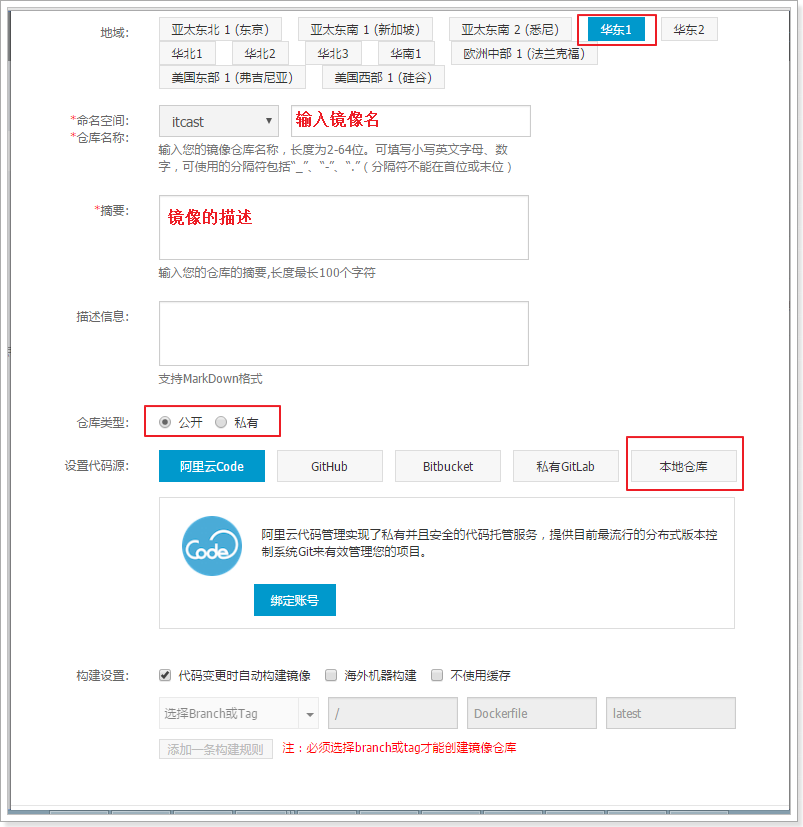 地域: 亚太东北 1 (东京) 亚太东南 1 (新加坡) 亚太东南 2 (悉尼) 华东1 华东2
华北1 华北2 华北3 华南1 欧洲中部 1 (法兰克福)
美国东部 1 (弗吉尼亚) 美国西部 1 (硅谷)
*命名空间: itcast 输入镜像名
*仓库名称:
输入您的镜像仓库名称，长度为2-64位。可填写小写英文字母、数
字，可使用的分隔符包括“_”、“-”、“.”（分隔符不能在首位或末位）
*摘要: 镜像的描述
输入您的仓库的摘要,长度最长100个字符
描述信息:
支持MarkDown格式
仓库类型: 公开 私有
设置代码源: 阿里云Code GitHub Bitbucket 私有GitLab 本地仓库
Code
阿里云代码管理实现了私有并且安全的代码托管服务，提供目前最流行的分布式版本控
制系统Git来有效管理您的项目。
绑定账号
构建设置: 代码变更时自动构建镜像 海外机器构建 不使用缓存
选择Branch或Tag / Dockerfile latest
添加一条构建规则 注：必须选择branch或tag才能创建镜像仓库